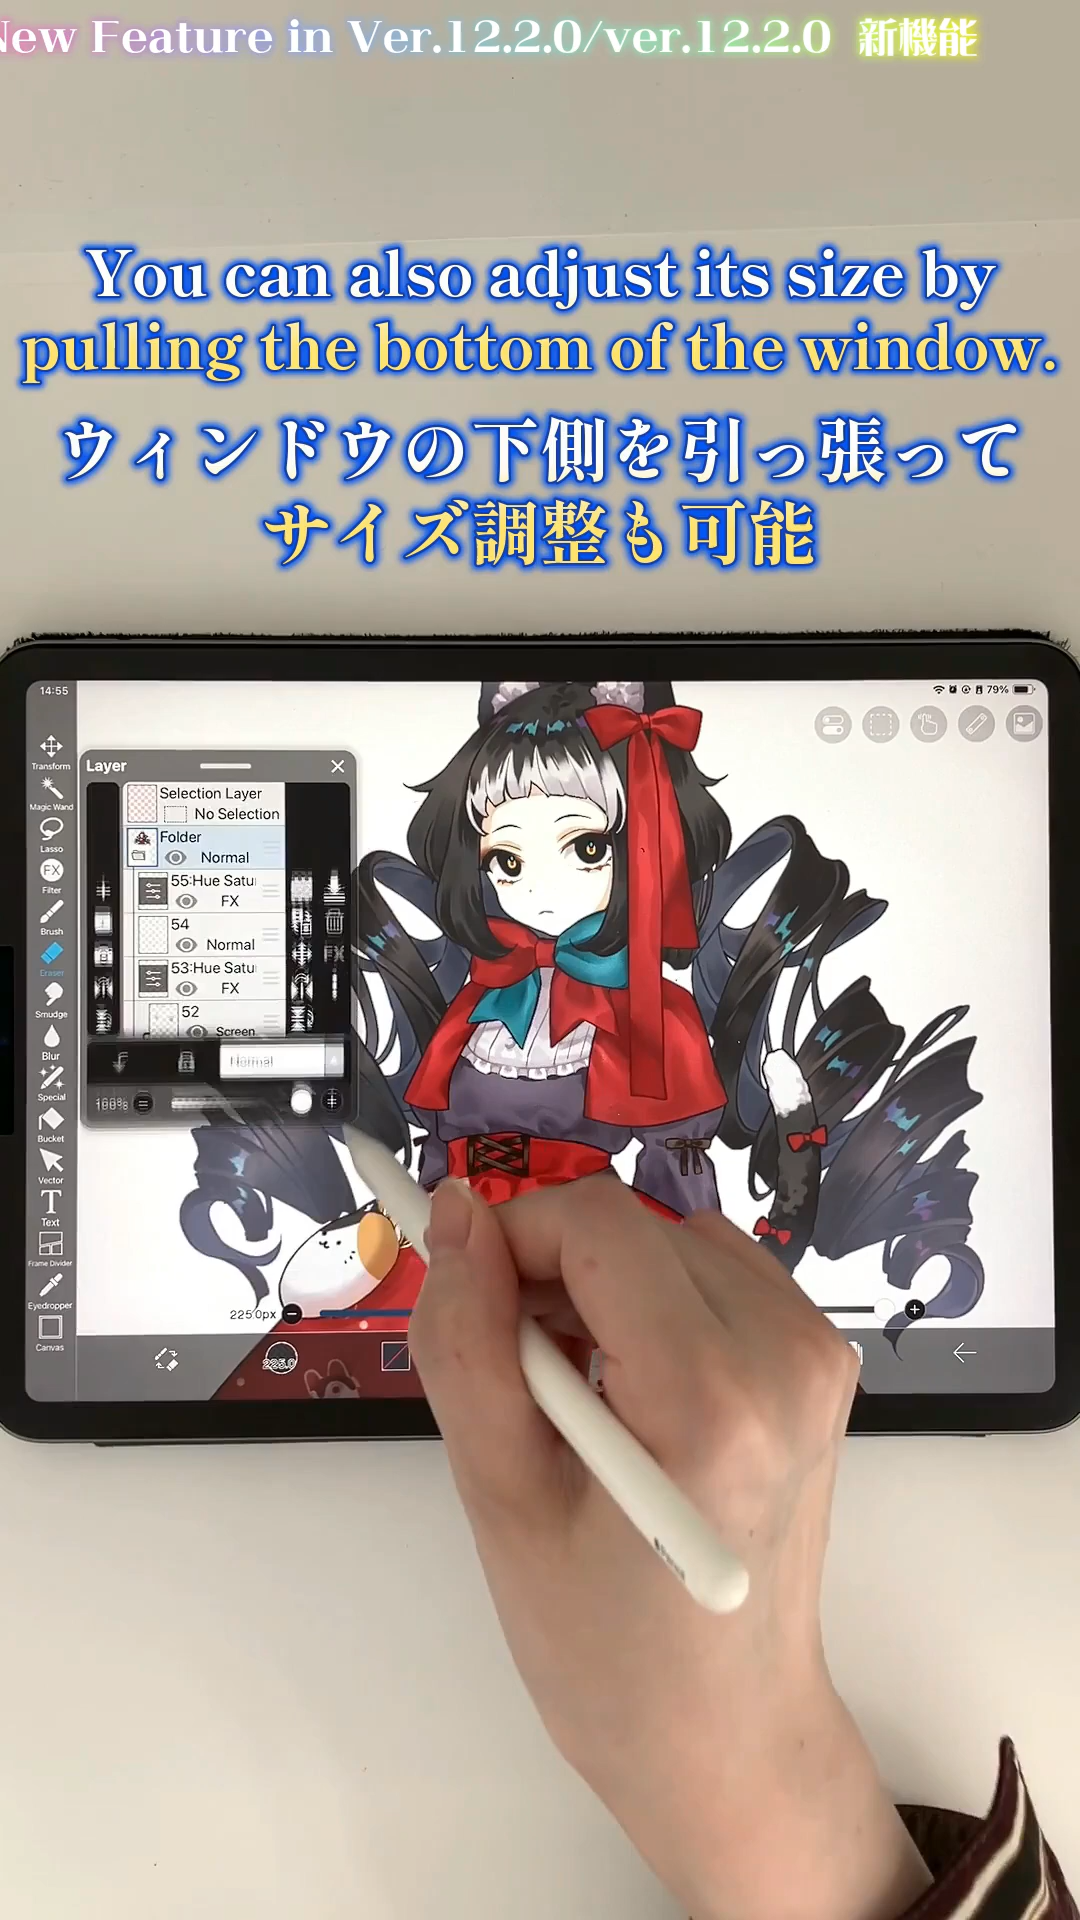 New Feature in Ver.12.2.0/ver.12.2.0 新機能
You can also adjust its size by
pulling the bottom of the window.
ウィンドウの下側を引っ張って
サイズ調整も可能
14:55
79%
Layer
Selection Layer
No Selection
Folder
Normal
55:Hue Satu
FX
54
Normal
53:Hue Satu
FX
52
Screen
Normal
100%
Transform
Magic Wand
Lasso
FX
Filter
Brush
Eraser
Smudge
Blur
Special
Bucket
Vector
T
Text
Frame Divider
Eyedropper
Canvas
FX
225.0px
225.0